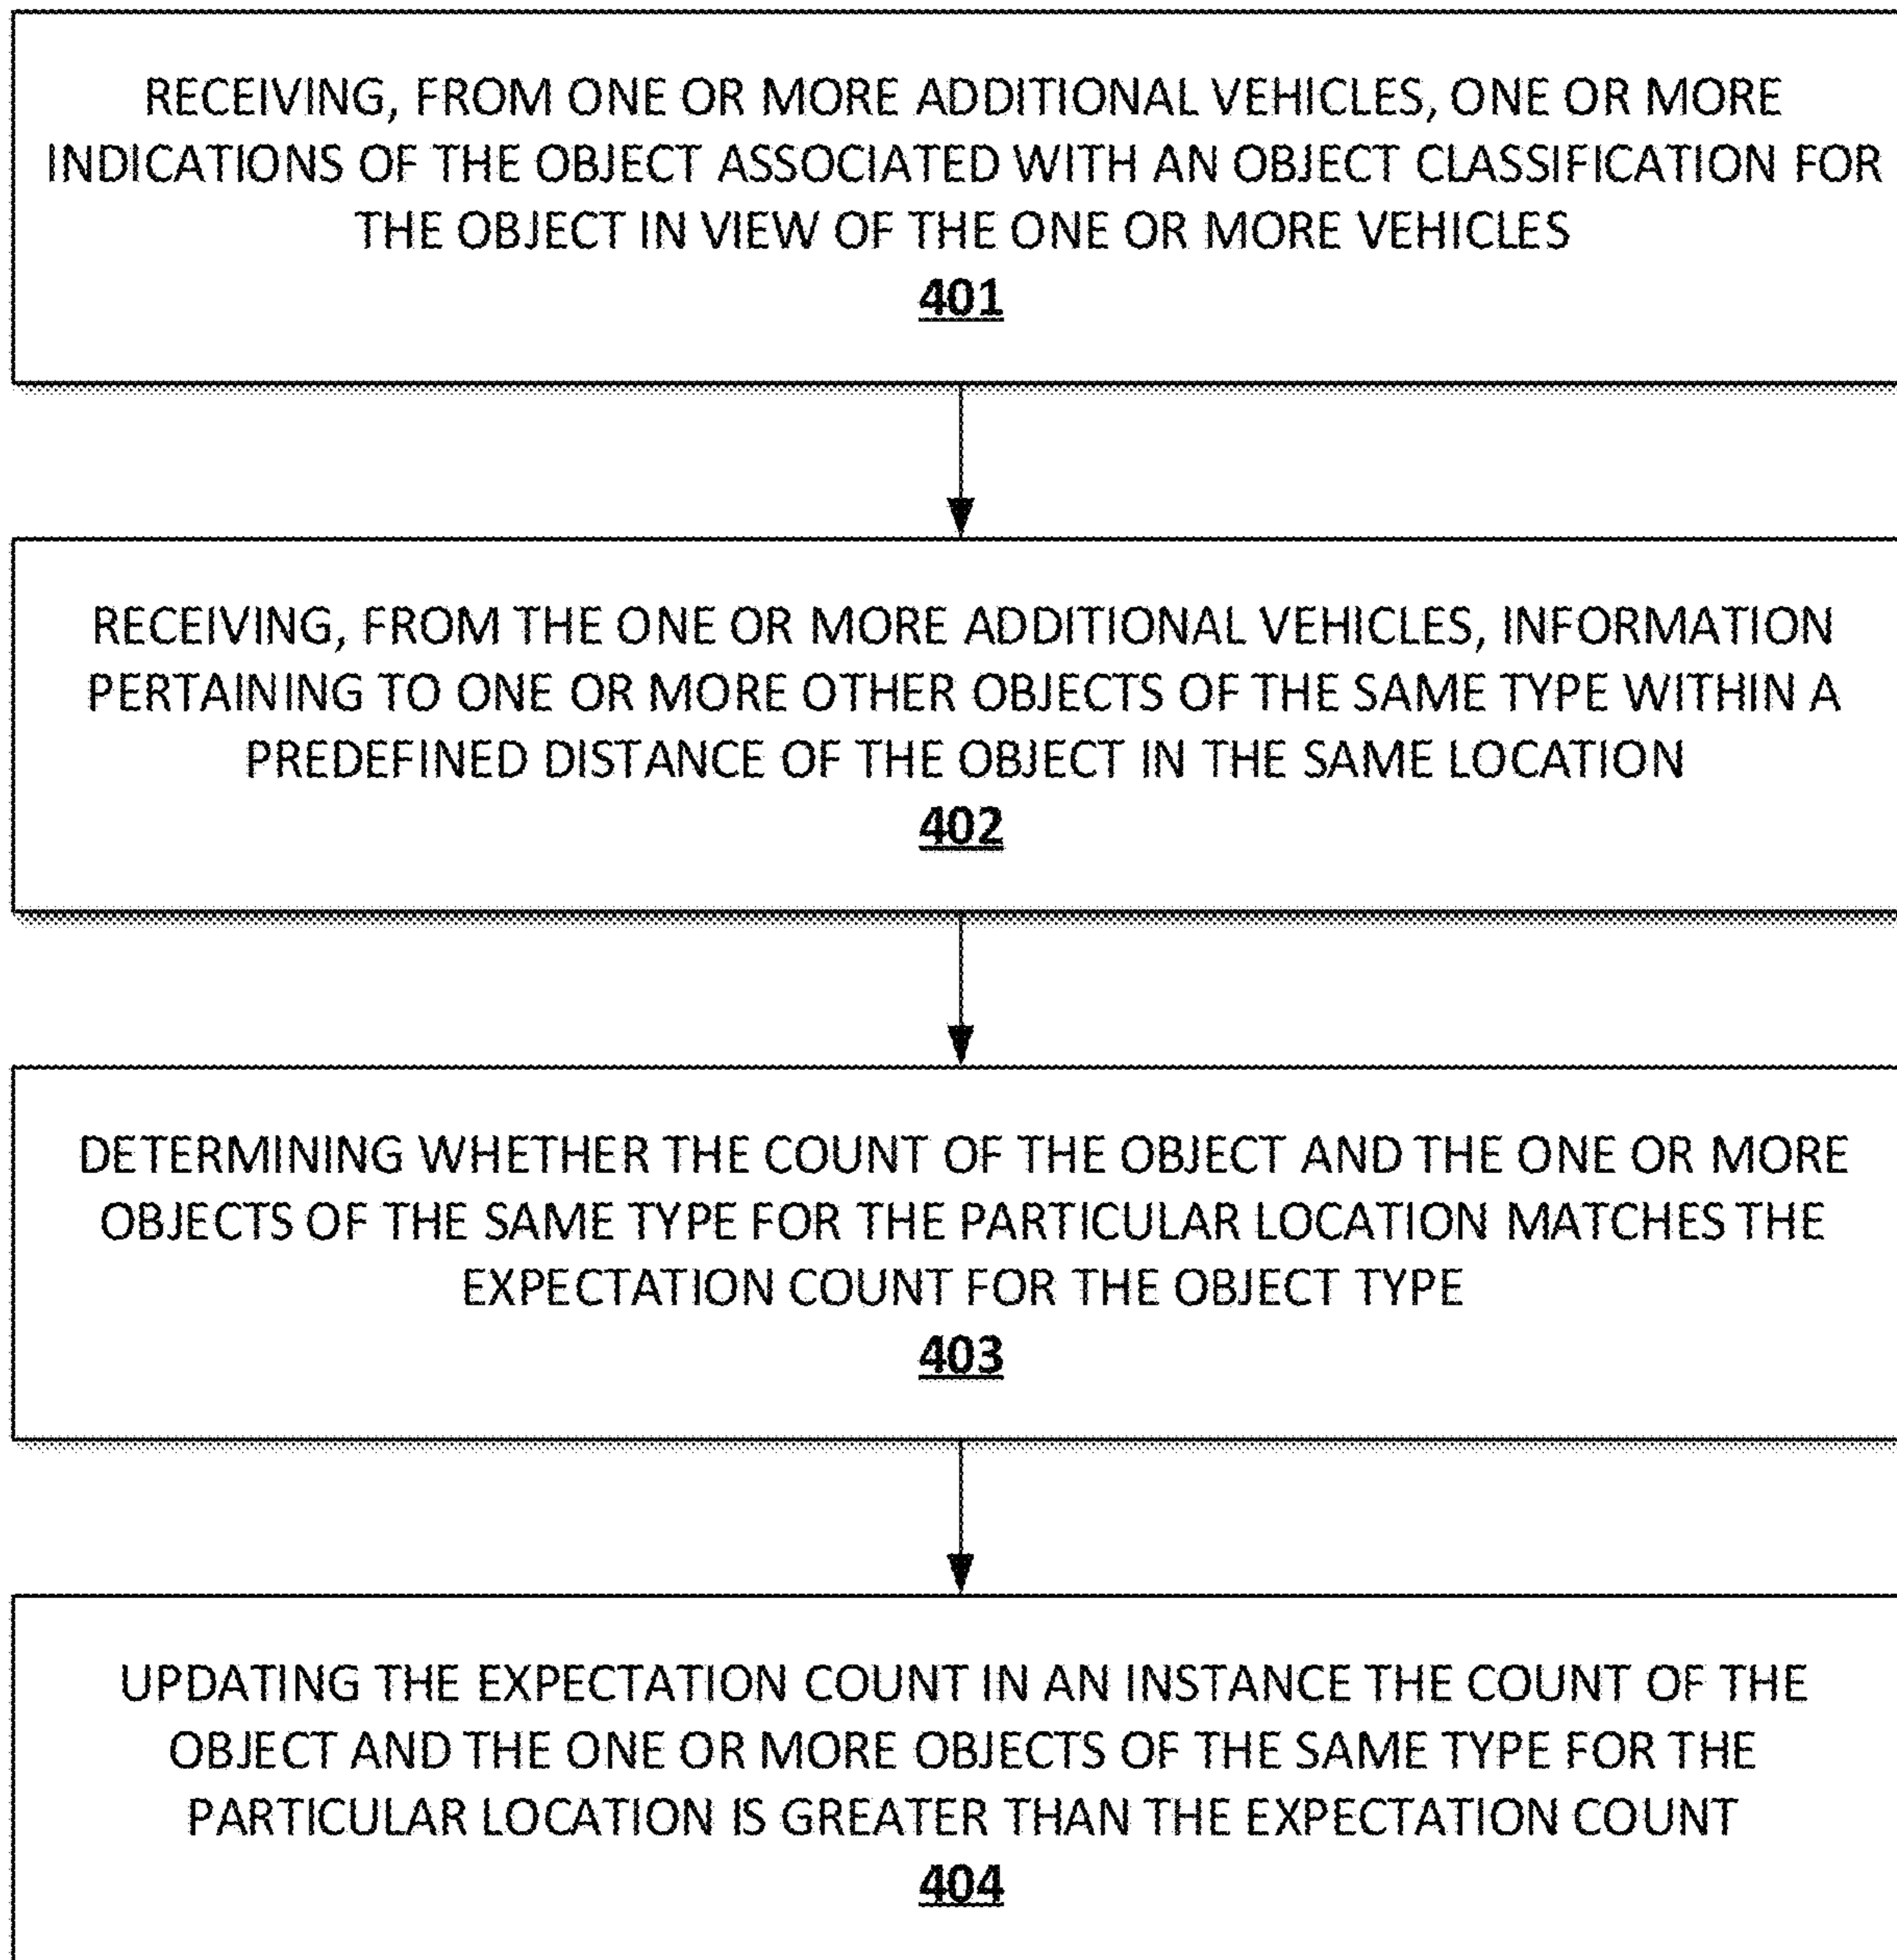 RECEIVING, FROM ONE OR MORE ADDITIONAL VEHICLES, ONE OR MORE
INDICATIONS OF THE OBJECT ASSOCIATED WITH AN OBJECT CLASSIFICATION FOR
THE OBJECT IN VIEW OF THE ONE OR MORE VEHICLES
401
RECEIVING, FROM THE ONE OR MORE ADDITIONAL VEHICLES, INFORMATION
PERTAINING TO ONE OR MORE OTHER OBJECTS OF THE SAME TYPE WITHIN A
PREDEFINED DISTANCE OF THE OBJECT IN THE SAME LOCATION
402
DETERMINING WHETHER THE COUNT OF THE OBJECT AND THE ONE OR MORE
OBJECTS OF THE SAME TYPE FOR THE PARTICULAR LOCATION MATCHES THE
EXPECTATION COUNT FOR THE OBJECT TYPE
403
UPDATING THE EXPECTATION COUNT IN AN INSTANCE THE COUNT OF THE
OBJECT AND THE ONE OR MORE OBJECTS OF THE SAME TYPE FOR THE
PARTICULAR LOCATION IS GREATER THAN THE EXPECTATION COUNT
404